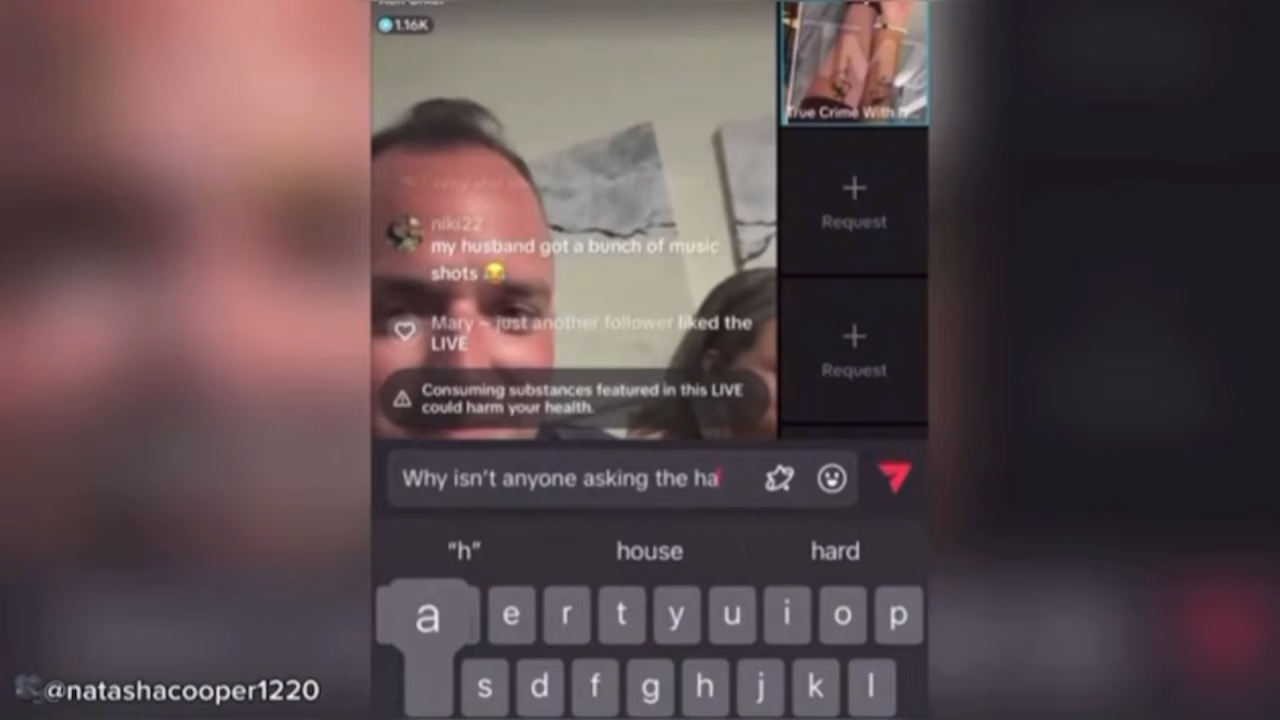 1.16K
True Crime With
Request
niki22
my husband got a bunch of music
shots 😂
Mary ~ just another follower liked the
LIVE
Request
Consuming substances featured in this LIVE
could harm your health.
Why isn't anyone asking the ha
"h" house hard
a e r t y u i o p
s d f g h j k l
@natashacooper1220